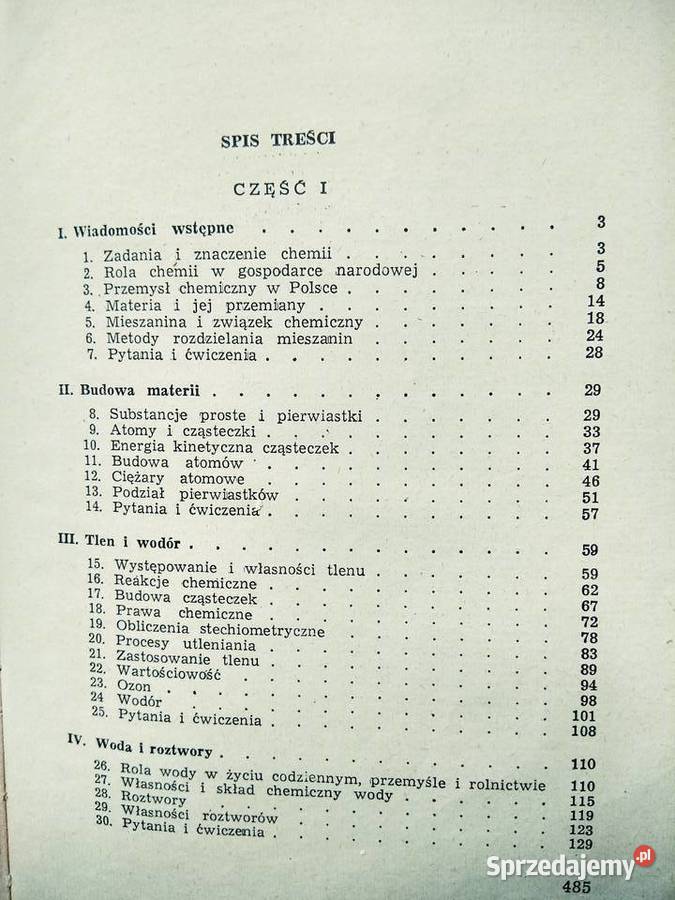 SPIS TREŚCI
CZĘŚĆ I
I. Wiadomości wstępne . . . . . . . . . . . 3
1. Zadania i znaczenie chemii . . . . . . . . 3
2. Rola chemii w gospodarce narodowej . . . . . 5
3. Przemysł chemiczny w Polsce . . . . . . . 8
4. Materia i jej przemiany . . . . . . . . 14
5. Mieszanina i związek chemiczny . . . . . . 18
6. Metody rozdzielania mieszanin . . . . . . 24
7. Pytania i ćwiczenia . . . . . . . . . 28
II. Budowa materii . . . . . . . . . . . 29
8. Substancje proste i pierwiastki . . . . . . 29
9. Atomy i cząsteczki . . . . . . . . . 33
10. Energia kinetyczna cząsteczek . . . . . . 37
11. Budowa atomów . . . . . . . . . 41
12. Ciężary atomowe . . . . . . . . . 46
13. Podział pierwiastków . . . . . . . . 51
14. Pytania i ćwiczenia . . . . . . . . . 57
III. Tlen i wodór . . . . . . . . . . . . 59
15. Występowanie i własności tlenu . . . . . . 59
16. Reakcje chemiczne . . . . . . . . . 62
17. Budowa cząsteczek . . . . . . . . . 67
18. Prawa chemiczne . . . . . . . . . 72
19. Obliczenia stechiometryczne . . . . . . . 78
20. Procesy utleniania . . . . . . . . . 83
21. Zastosowanie tlenu . . . . . . . . . 89
22. Wartościowość . . . . . . . . . . 94
23. Ozon . . . . . . . . . . . . 98
24 Wodór . . . . . . . . . . . 101
25. Pytania i ćwiczenia . . . . . . . . . 108
IV. Woda i roztwory . . . . . . . . . . . 110
26. Rola wody w życiu codziennym, przemyśle i rolnictwie 110
27. Własności i skład chemiczny wody . . . . . . 115
28. Roztwory . . . . . . . . . . . 119
29. Własności roztworów . . . . . . . . 123
30. Pytania i ćwiczenia . . . . . . . . . 129
485
Sprzedajemy.pl